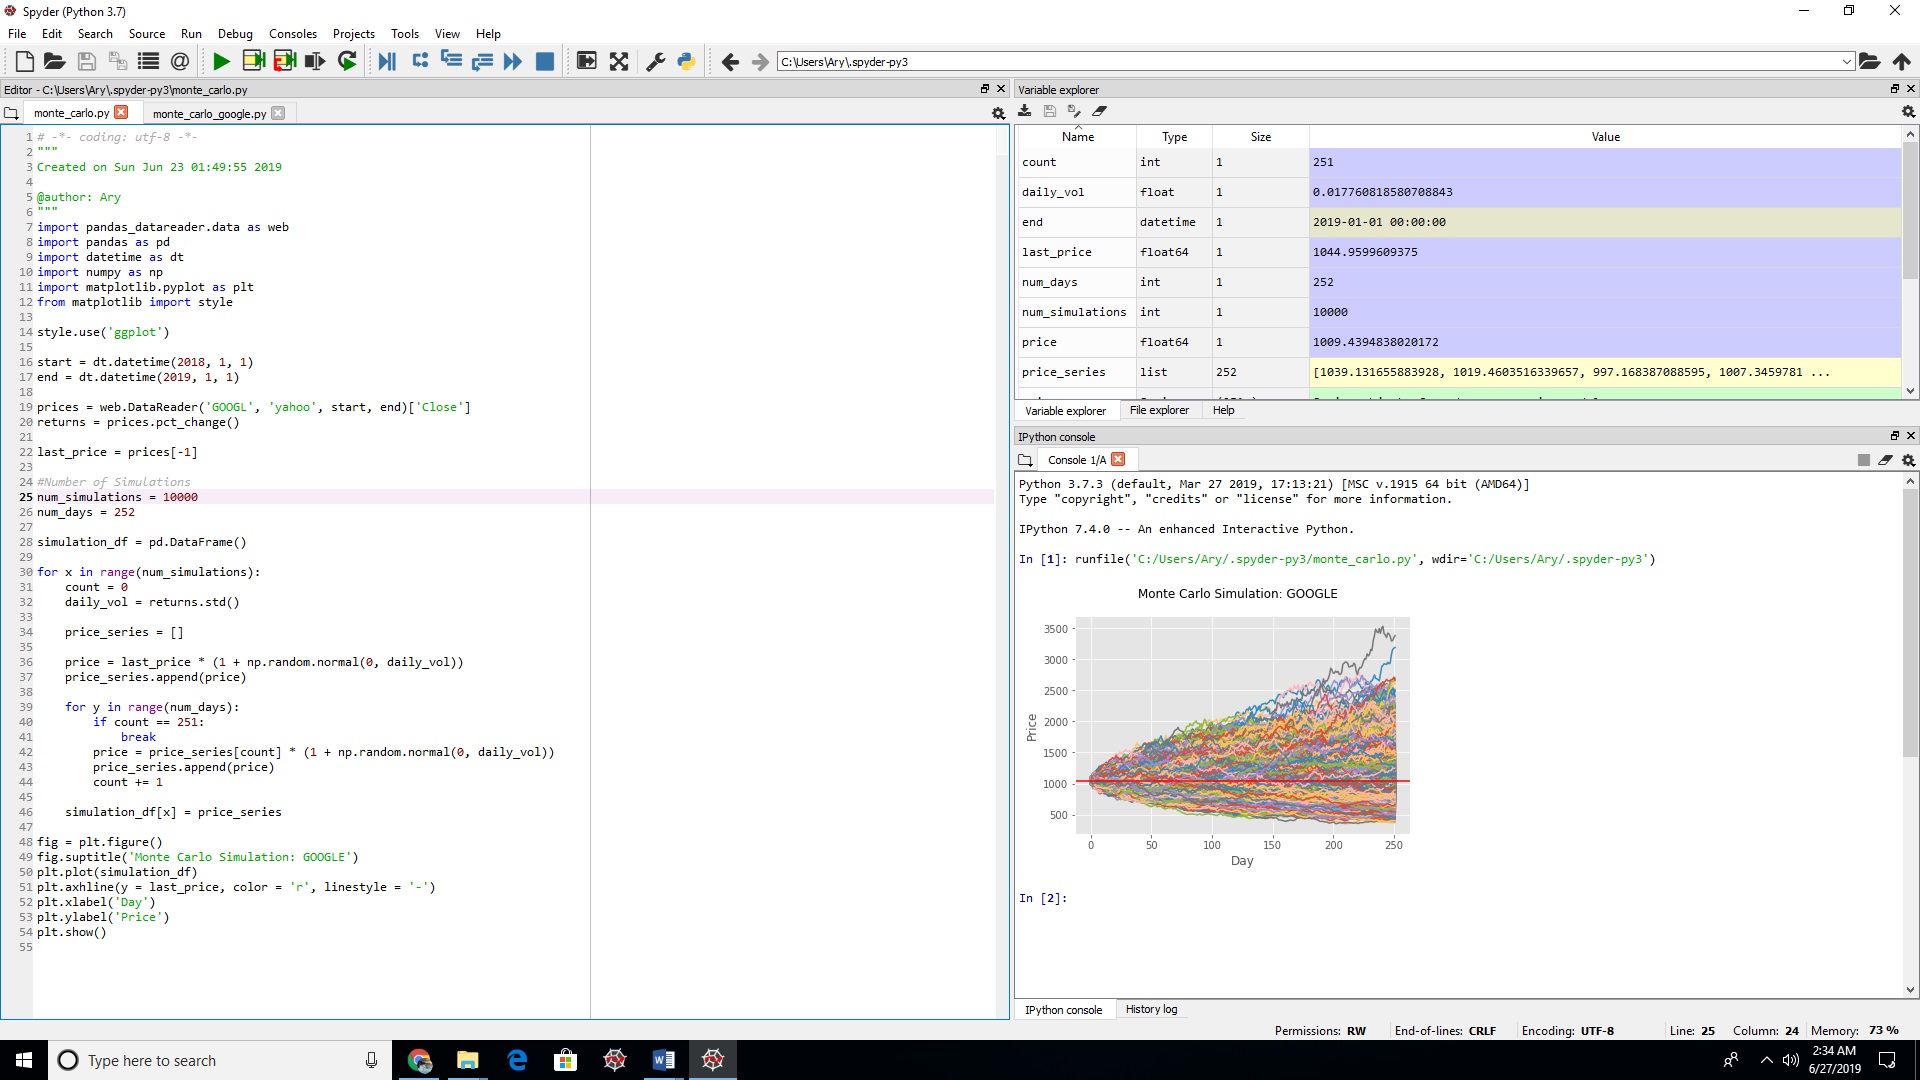 Spyder (Python 3.7)
File Edit Search Source Run Debug Consoles Projects Tools View Help
C:\Users\Ary\.spyder-py3
Editor - C:\Users\Ary\.spyder-py3\monte_carlo.py
monte_carlo.py monte_carlo_google.py
1 # -*- coding: utf-8 -*-
2 """
3 Created on Sun Jun 23 01:49:55 2019
4
5 @author: Ary
6 """
7 import pandas_datareader.data as web
8 import pandas as pd
9 import datetime as dt
10 import numpy as np
11 import matplotlib.pyplot as plt
12 from matplotlib import style
13
14 style.use('ggplot')
15
16 start = dt.datetime(2018, 1, 1)
17 end = dt.datetime(2019, 1, 1)
18
19 prices = web.DataReader('GOOGL', 'yahoo', start, end)['Close']
20 returns = prices.pct_change()
21
22 last_price = prices[-1]
23
24 #Number of Simulations
25 num_simulations = 10000
26 num_days = 252
27
28 simulation_df = pd.DataFrame()
29
30 for x in range(num_simulations):
31     count = 0
32     daily_vol = returns.std()
33
34     price_series = []
35
36     price = last_price * (1 + np.random.normal(0, daily_vol))
37     price_series.append(price)
38
39     for y in range(num_days):
40         if count == 251:
41             break
42         price = price_series[count] * (1 + np.random.normal(0, daily_vol))
43         price_series.append(price)
44         count += 1
45
46     simulation_df[x] = price_series
47
48 fig = plt.figure()
49 fig.suptitle('Monte Carlo Simulation: GOOGLE')
50 plt.plot(simulation_df)
51 plt.axhline(y = last_price, color = 'r', linestyle = '-')
52 plt.xlabel('Day')
53 plt.ylabel('Price')
54 plt.show()
55
Variable explorer
Name Type Size Value
count int 1 251
daily_vol float 1 0.017760818580708843
end datetime 1 2019-01-01 00:00:00
last_price float64 1 1044.9599609375
num_days int 1 252
num_simulations int 1 10000
price float64 1 1009.4394838020172
price_series list 252 [1039.131655883928, 1019.4603516339657, 997.168387088595, 1007.3459781 ...
Variable explorer File explorer Help
IPython console
Console 1/A
Python 3.7.3 (default, Mar 27 2019, 17:13:21) [MSC v.1915 64 bit (AMD64)]
Type "copyright", "credits" or "license" for more information.
IPython 7.4.0 -- An enhanced Interactive Python.
In [1]: runfile('C:/Users/Ary/.spyder-py3/monte_carlo.py', wdir='C:/Users/Ary/.spyder-py3')
Monte Carlo Simulation: GOOGLE
3500
3000
2500
2000
1500
1000
500
Price
0 50 100 150 200 250
Day
In [2]:
IPython console History log
Permissions: RW End-of-lines: CRLF Encoding: UTF-8 Line: 25 Column: 24 Memory: 73 %
Type here to search
2:34 AM
6/27/2019